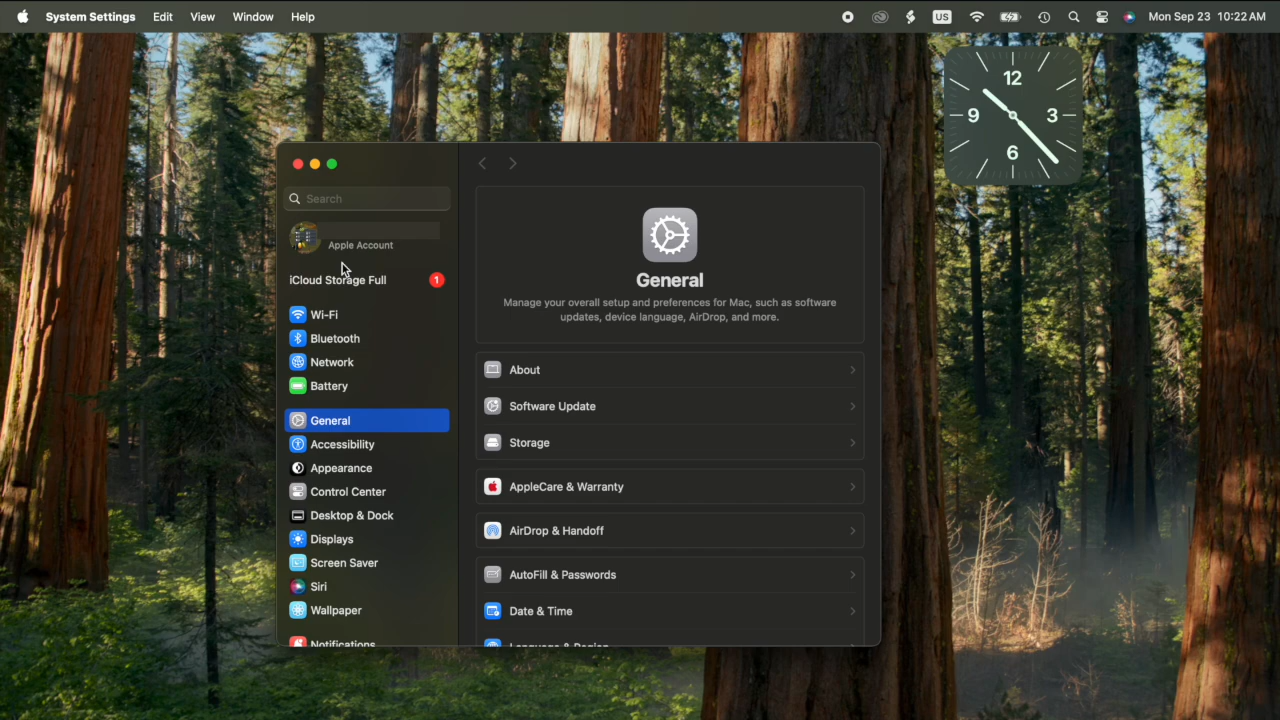 System Settings Edit View Window Help US Mon Sep 23 10:22 AM
12
9 3
6
Search
Apple Account
iCloud Storage Full 1
Wi-Fi
Bluetooth
Network
Battery
General
Accessibility
Appearance
Control Center
Desktop & Dock
Displays
Screen Saver
Siri
Wallpaper
Notifications
General
Manage your overall setup and preferences for Mac, such as software
updates, device language, AirDrop, and more.
About
Software Update
Storage
AppleCare & Warranty
AirDrop & Handoff
AutoFill & Passwords
Date & Time
Language & Region